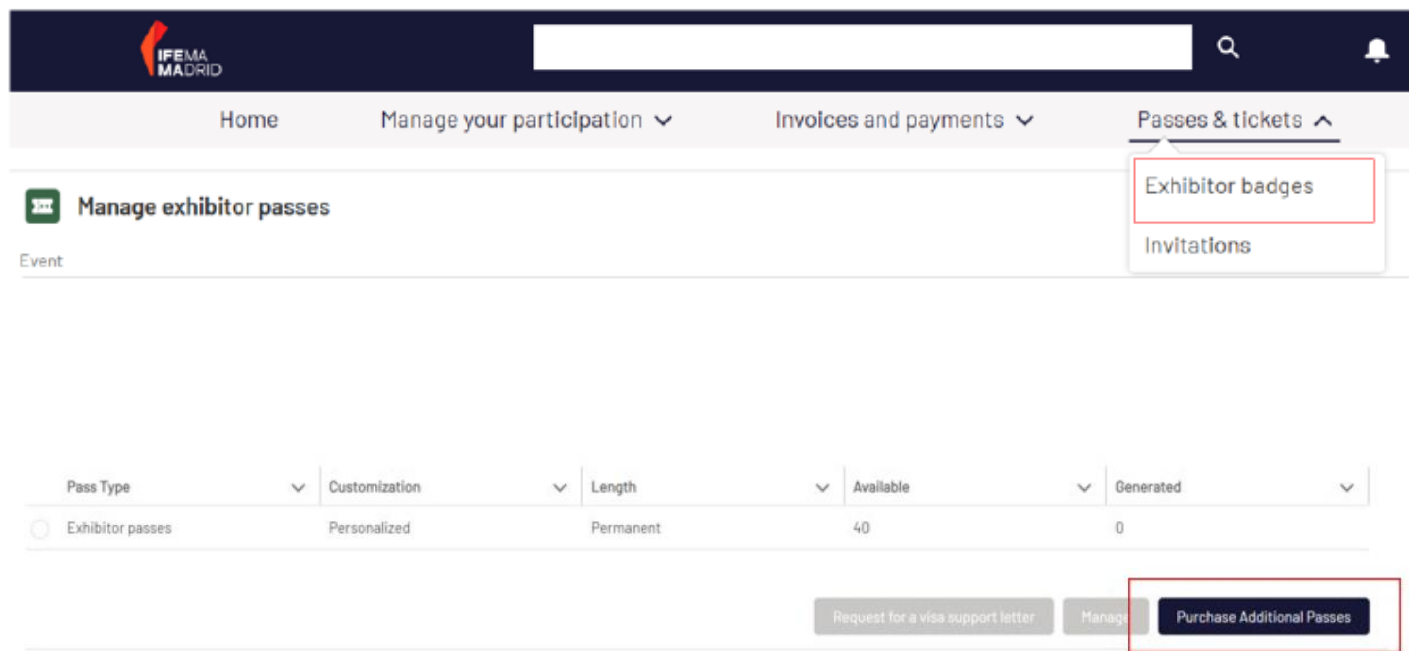 IFEMA
MADRID
Home Manage your participation Invoices and payments Passes & tickets
Exhibitor badges
Invitations
Manage exhibitor passes
Event
Pass Type Customization Length Available Generated
Exhibitor passes Personalized Permanent 40 0
Request for a visa support letter Manage Purchase Additional Passes